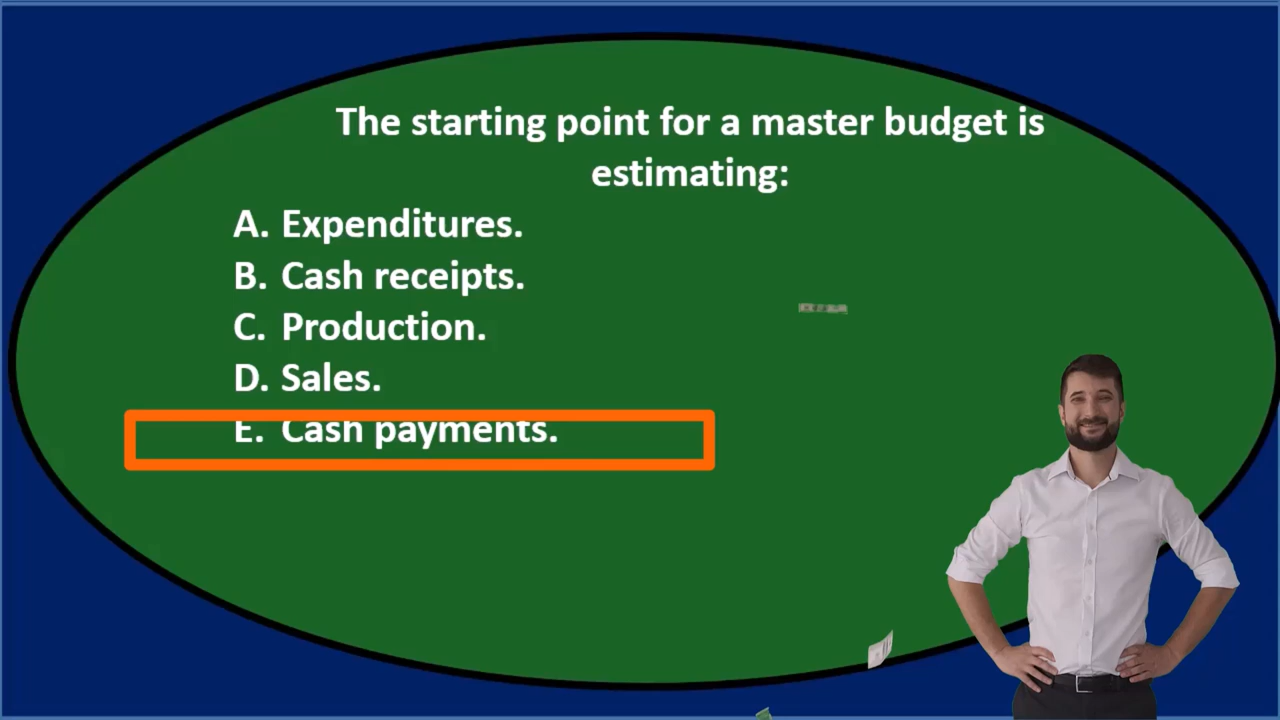 The starting point for a master budget is
estimating:
A. Expenditures.
B. Cash receipts.
C. Production.
D. Sales.
E. Cash payments.